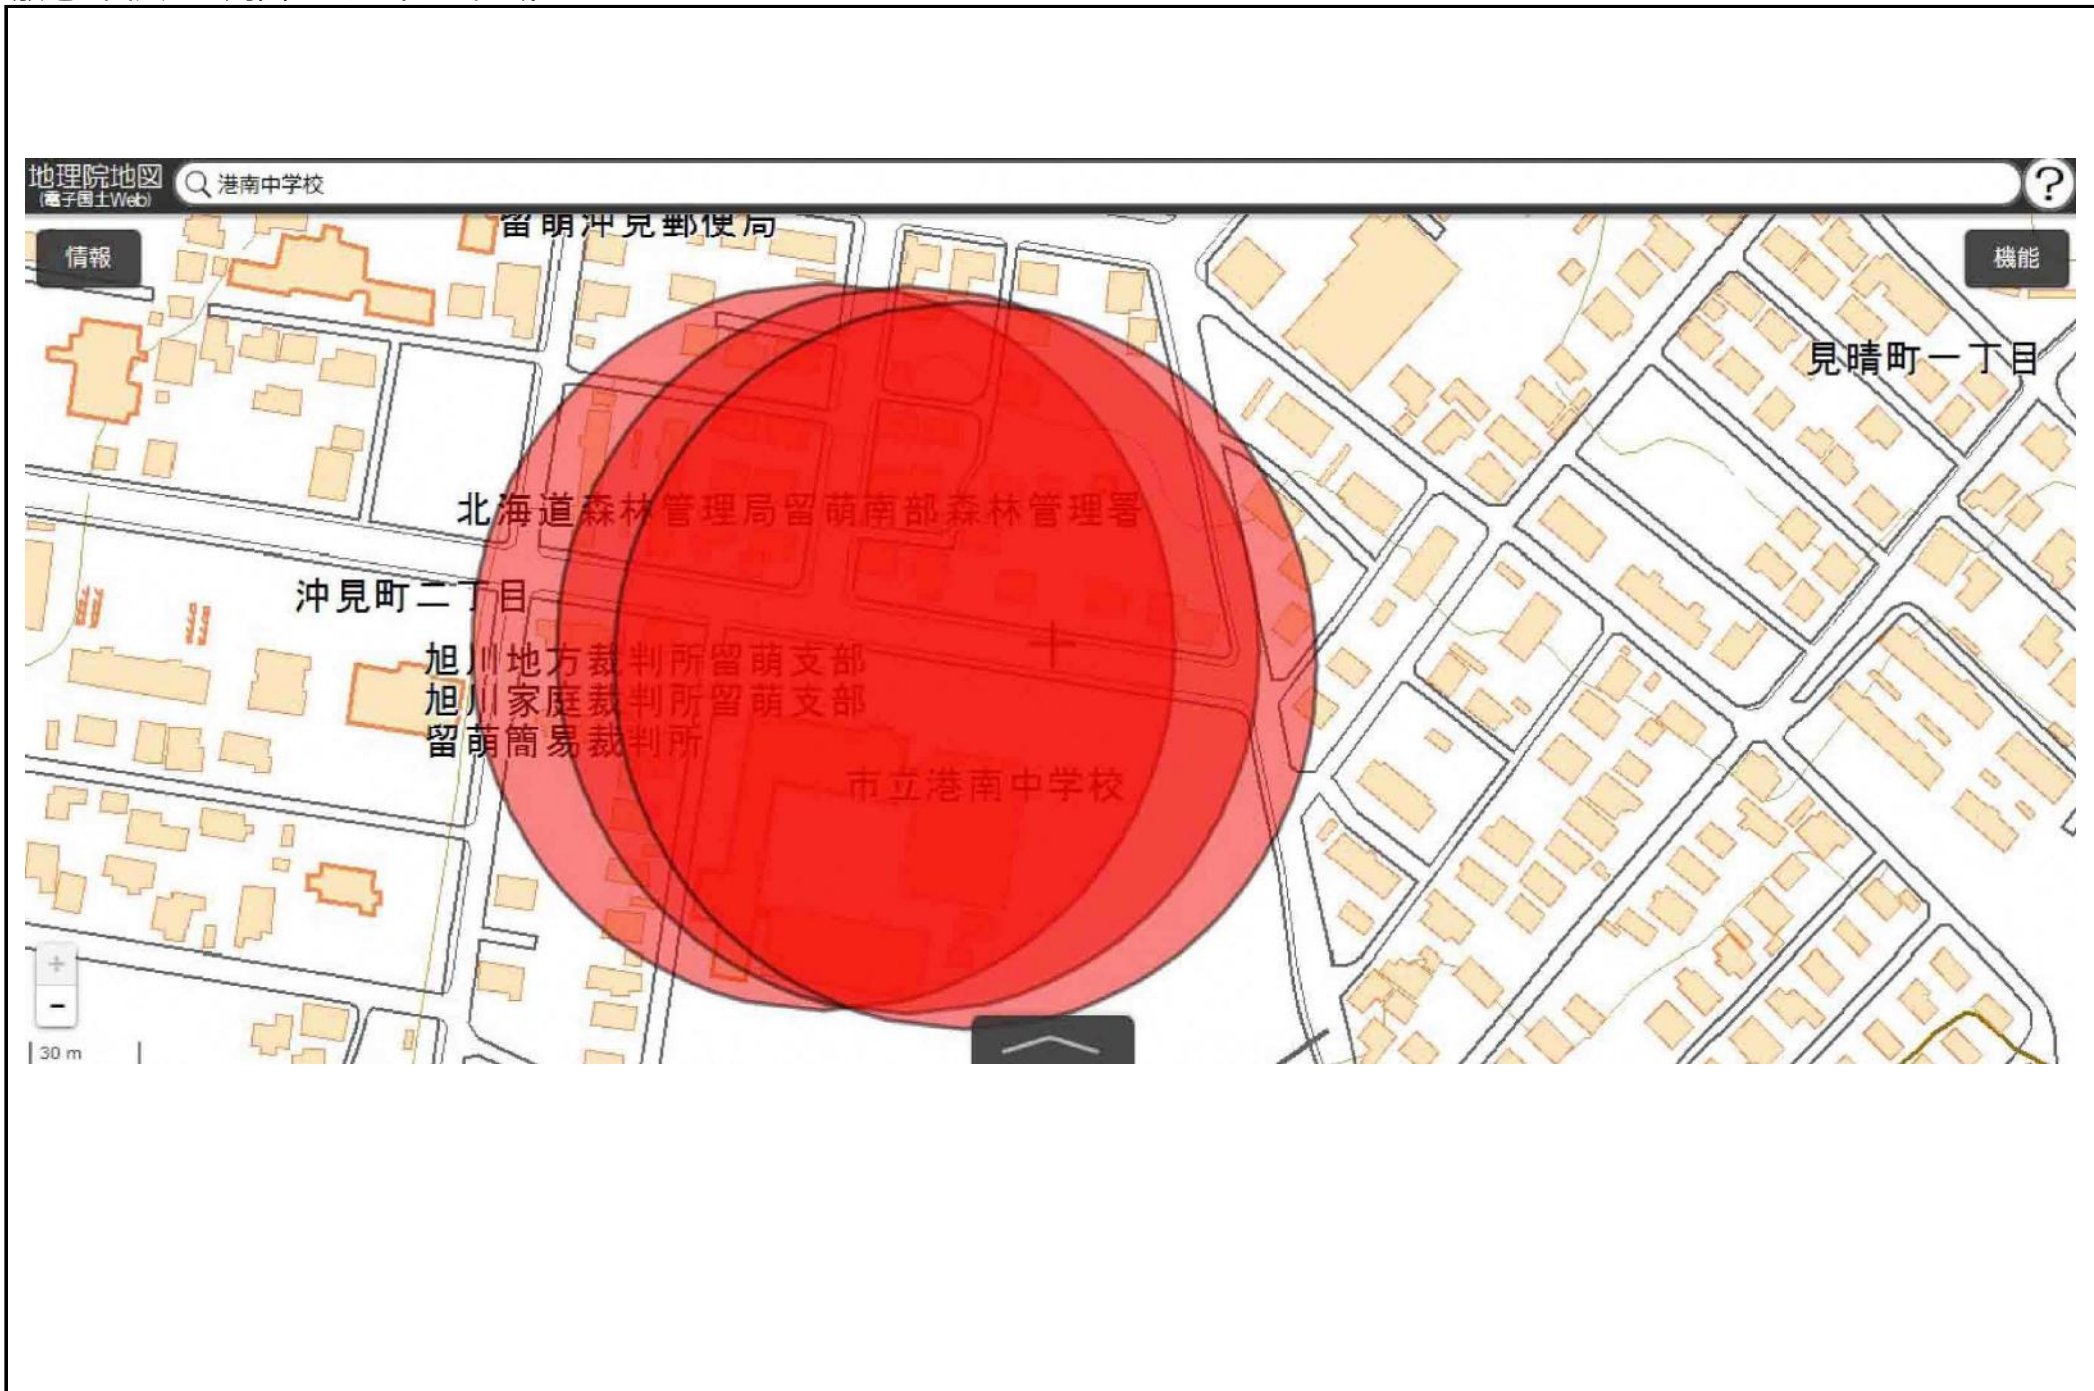 地理院地図
(電子国土Web)
港南中学校
?
情報
機能
留萌沖見郵便局
見晴町一丁目
北海道森林管理局留萌南部森林管理署
沖見町二丁目
旭川地方裁判所留萌支部
旭川家庭裁判所留萌支部
留萌簡易裁判所
市立港南中学校
+
-
30 m